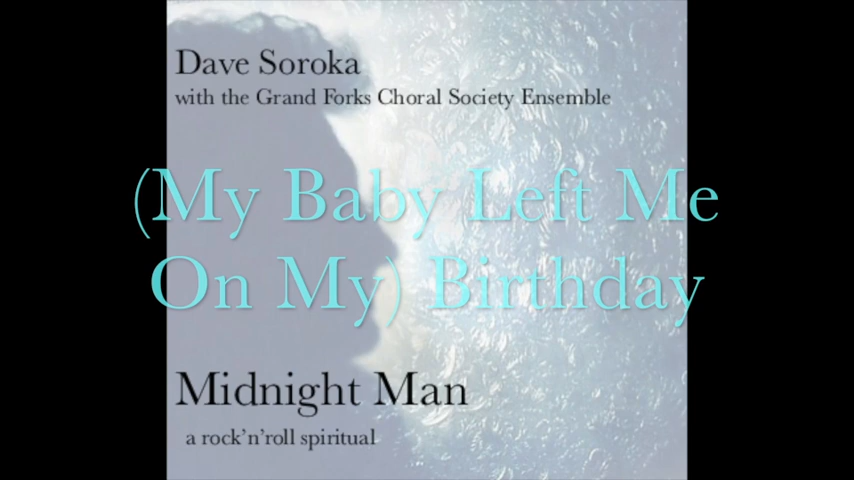 Dave Soroka
with the Grand Forks Choral Society Ensemble
(My Baby Left Me
On My) Birthday
Midnight Man
a rock'n'roll spiritual